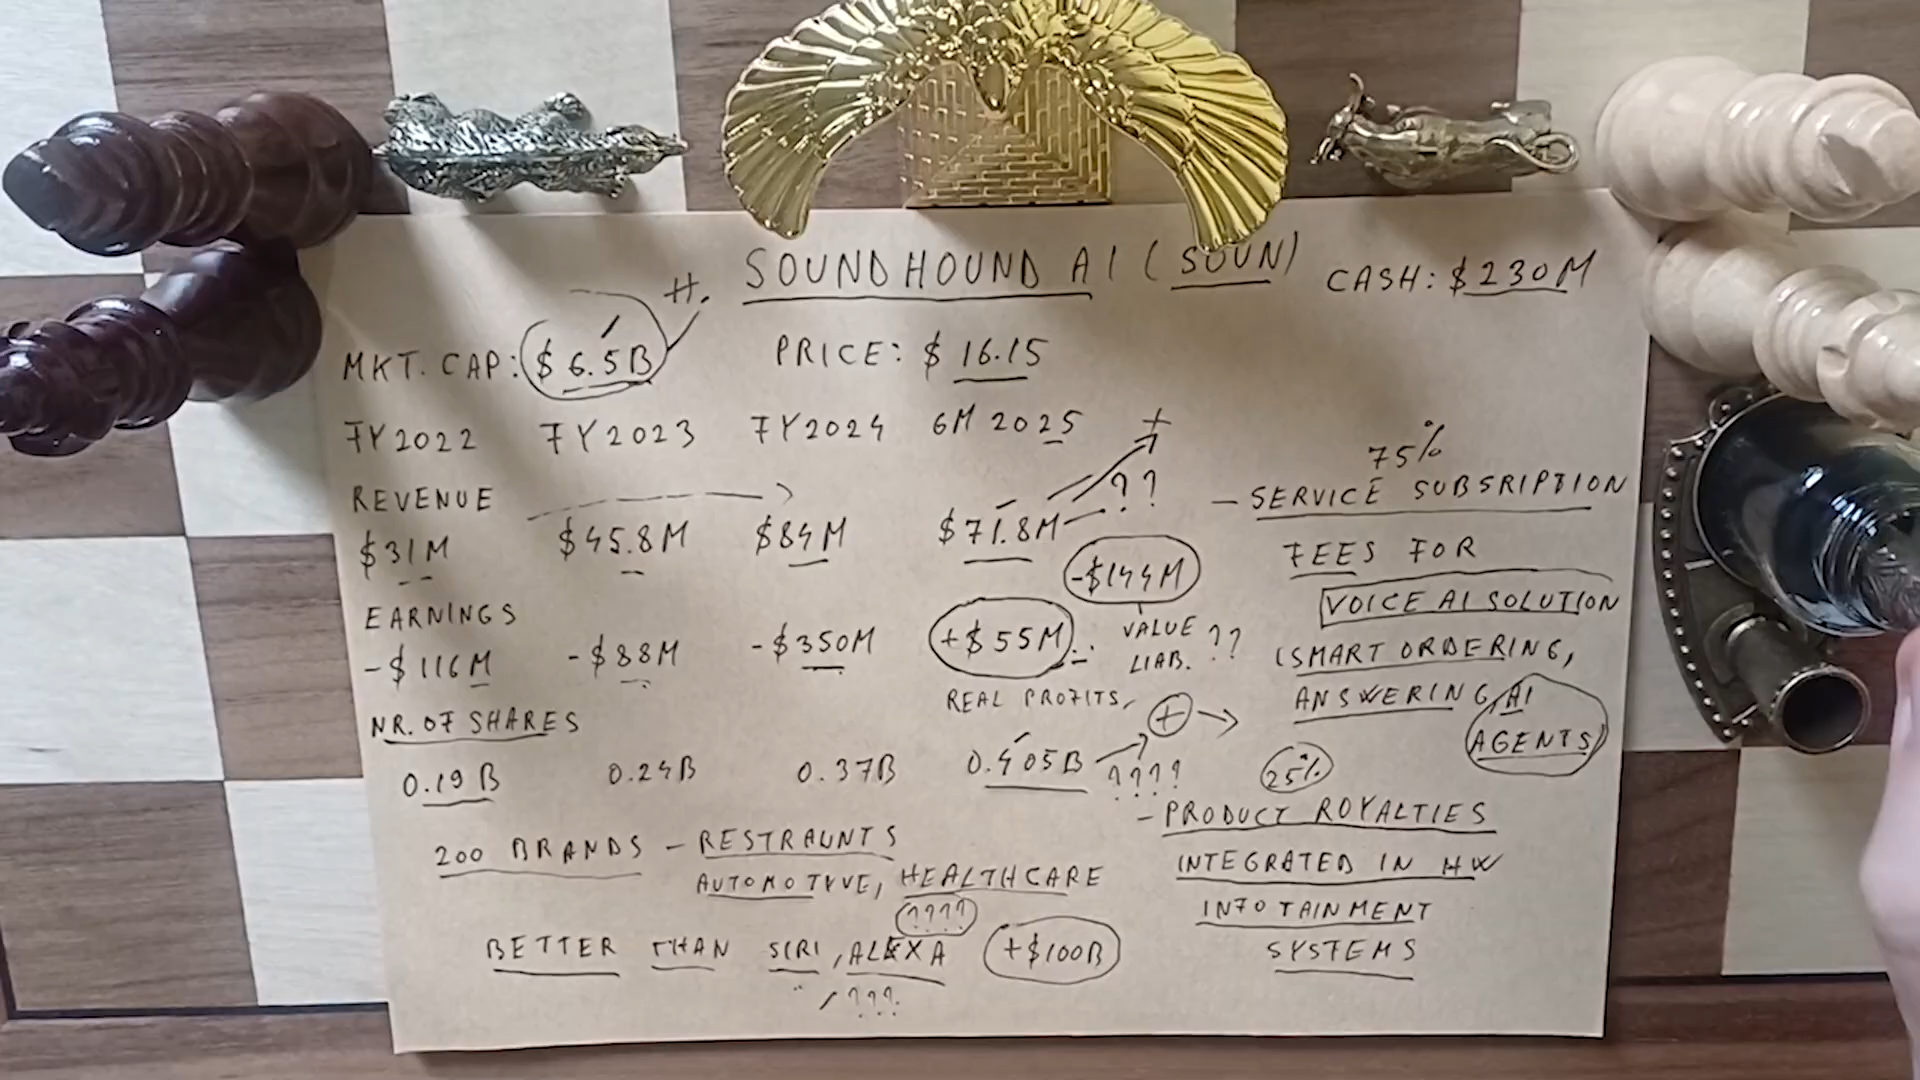 SOUNDHOUND AI (SOUN)
CASH: $230M
H.
MKT. CAP: $6.5B
PRICE: $16.15
FY2022 FY2023 FY2024 6M 2025 +
REVENUE ??
$31M $45.8M $84M $71.8M
-$144M
VALUE LIAB. ??
EARNINGS
-$116M -$88M -$350M +$55M
REAL PROFITS,
NR. OF SHARES +
0.19B 0.24B 0.37B 0.405B ????
200 BRANDS - RESTRAUNTS
AUTOMOTYVE, HEALTHCARE
????
BETTER THAN SIRI, ALEXA +$100B
???
75%
- SERVICE SUBSRIPTION
FEES FOR
VOICE AI SOLUTION
(SMART ORDERING,
ANSWERING, AI
AGENTS)
25%
- PRODUCT ROYALTIES
INTEGRATED IN HW
INFOTAINMENT
SYSTEMS